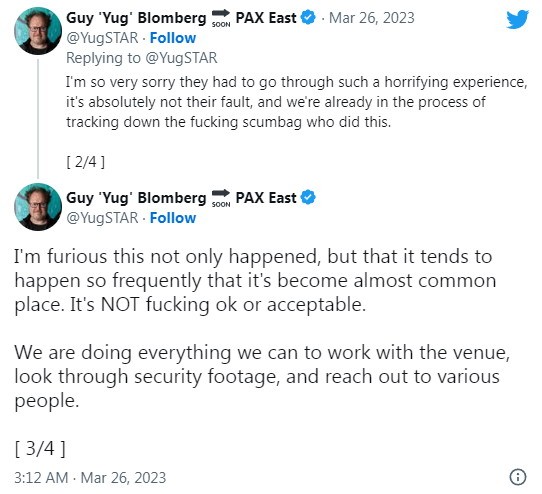 Guy 'Yug' Blomberg SOON PAX East · Mar 26, 2023
@YugSTAR · Follow
Replying to @YugSTAR
I'm so very sorry they had to go through such a horrifying experience,
it's absolutely not their fault, and we're already in the process of
tracking down the fucking scumbag who did this.
[ 2/4 ]
Guy 'Yug' Blomberg SOON PAX East
@YugSTAR · Follow
I'm furious this not only happened, but that it tends to
happen so frequently that it's become almost common
place. It's NOT fucking ok or acceptable.
We are doing everything we can to work with the venue,
look through security footage, and reach out to various
people.
[ 3/4 ]
3:12 AM · Mar 26, 2023